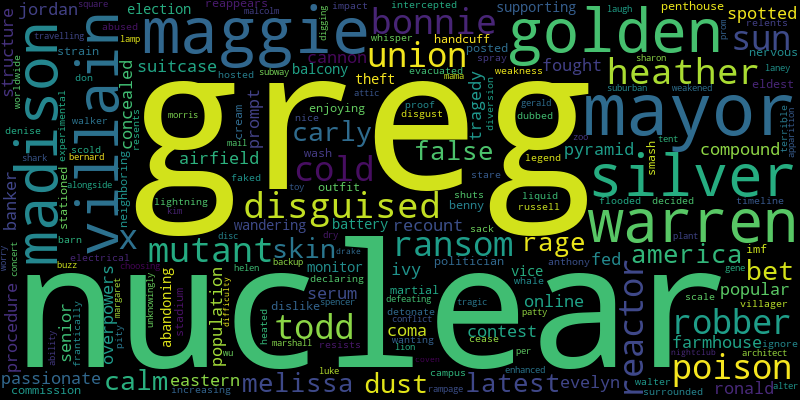 greg
nuclear
golden
mayor
silver
warren
maggie
madison
villain
bonnie
union
heather
sun
mutant
disguised
ransom
cold
skin
x
todd
robber
poison
reactor
america
rage
bet
false
carly
calm
dust
latest
melissa
jordan
election
structure
strain
suitcase
balcony
cannon
theft
handcuff
supporting
intercepted
impact
square
malcolm
reappears
penthouse
spotted
laugh
relents
nervous
prom
sharon
eldest
laney
suburban
weakened
terrible
apparition
whisper
posted
fought
evacuated
spray
weakness
mama
hosted
subway
digging
travelling
abused
lamp
don
worldwide
experimental
denise
walker
scold
shark
bernard
stationed
alongside
concealed
resents
neighboring
airfield
morris
mail
nice
cream
prompt
enjoying
attic
proof
disgust
tragedy
diversion
gerald
dubbed
legend
zoo
smash
tent
pyramid
compound
lightning
kim
faked
toy
wash
outfit
stare
shuts
benny
liquid
russell
flooded
decided
timeline
banker
barn
wandering
battery
recount
sack
disc
dry
drake
buzz
electrical
choosing
helen
backup
monitor
declaring
ivy
politician
vice
whale
anthony
fed
imf
plant
gene
worry
concert
procedure
senior
frantically
overpowers
margaret
pity
unknowingly
abandoning
stadium
population
difficulty
wu
heated
serum
dislike
spencer
marshall
resists
martial
defeating
tragic
coma
detonate
conflict
wanting
lion
contest
cease
online
patty
per
popular
scale
villager
farmhouse
ignore
architect
nightclub
ability
passionate
commission
eastern
increasing
luke
driven
campus
rampage
enhanced
evelyn
walter
surrounded
ronald
alter